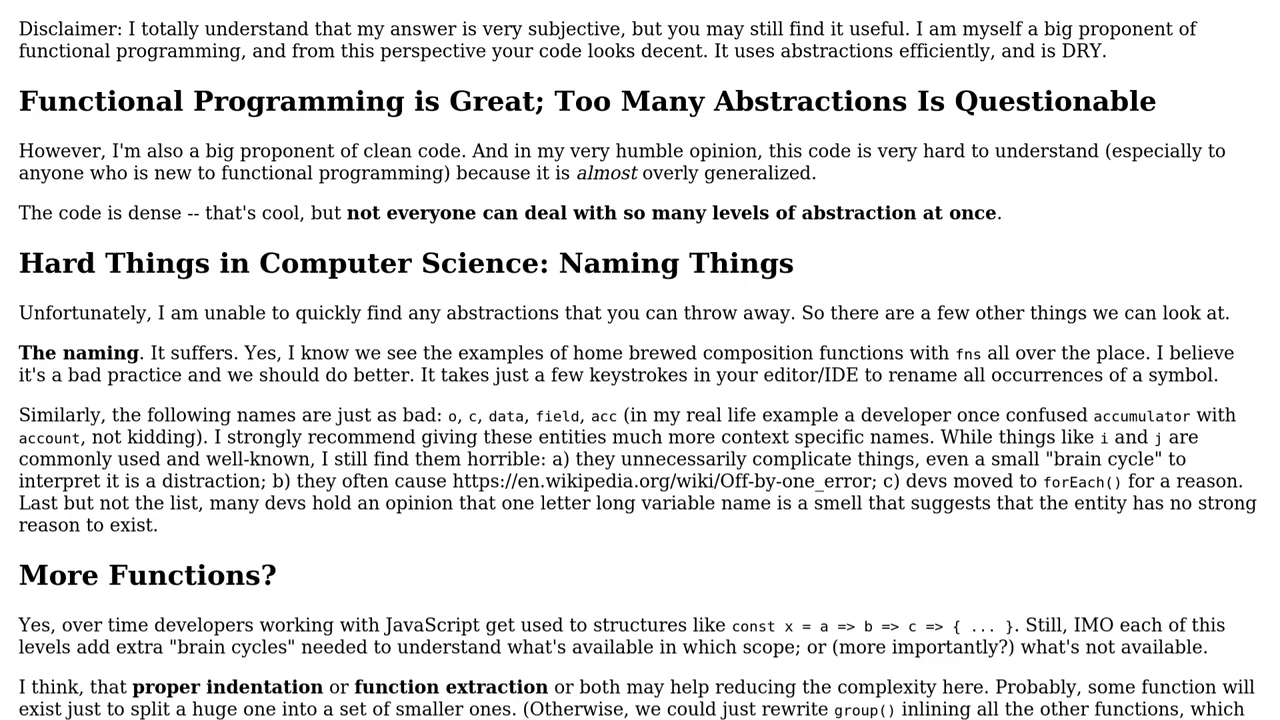 Disclaimer: I totally understand that my answer is very subjective, but you may still find it useful. I am myself a big proponent of
functional programming, and from this perspective your code looks decent. It uses abstractions efficiently, and is DRY.
Functional Programming is Great; Too Many Abstractions Is Questionable
However, I'm also a big proponent of clean code. And in my very humble opinion, this code is very hard to understand (especially to
anyone who is new to functional programming) because it is almost overly generalized.
The code is dense -- that's cool, but not everyone can deal with so many levels of abstraction at once.
Hard Things in Computer Science: Naming Things
Unfortunately, I am unable to quickly find any abstractions that you can throw away. So there are a few other things we can look at.
The naming. It suffers. Yes, I know we see the examples of home brewed composition functions with fns all over the place. I believe
it's a bad practice and we should do better. It takes just a few keystrokes in your editor/IDE to rename all occurrences of a symbol.
Similarly, the following names are just as bad: o, c, data, field, acc (in my real life example a developer once confused accumulator with
account, not kidding). I strongly recommend giving these entities much more context specific names. While things like i and j are
commonly used and well-known, I still find them horrible: a) they unnecessarily complicate things, even a small "brain cycle" to
interpret it is a distraction; b) they often cause https://en.wikipedia.org/wiki/Off-by-one_error; c) devs moved to forEach() for a reason.
Last but not the list, many devs hold an opinion that one letter long variable name is a smell that suggests that the entity has no strong
reason to exist.
More Functions?
Yes, over time developers working with JavaScript get used to structures like const x = a => b => c => { ... }. Still, IMO each of this
levels add extra "brain cycles" needed to understand what's available in which scope; or (more importantly?) what's not available.
I think, that proper indentation or function extraction or both may help reducing the complexity here. Probably, some function will
exist just to split a huge one into a set of smaller ones. (Otherwise, we could just rewrite group() inlining all the other functions, which